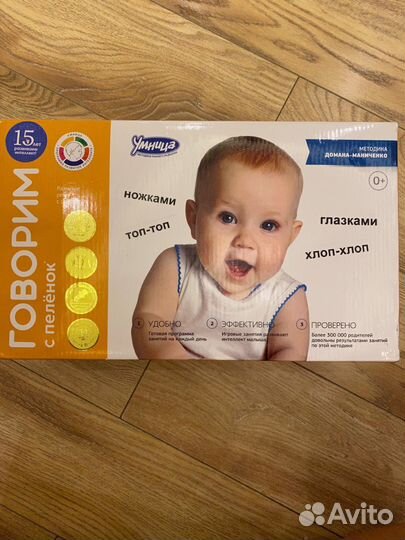 15 лет
развиваем
интеллект
ГОВОРИМ
с пелёнок
Умница
МЕТОДИКА
ДОМАНА-МАНИЧЕНКО
0+
ножками
топ-топ
глазками
хлоп-хлоп
1 УДОБНО
Готовая программа
занятий на каждый день
2 ЭФФЕКТИВНО
Игровые занятия развивают
интеллект малыша
3 ПРОВЕРЕНО
Более 300 000 родителей
довольны результатами занятий
по этой методике
Avito